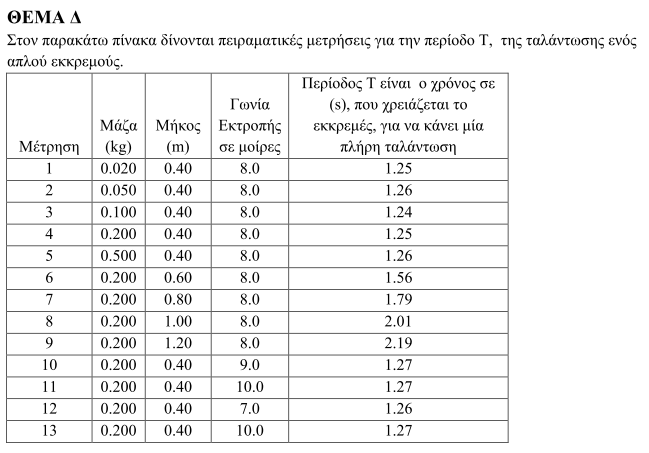 ΘΕΜΑ Δ
Στον παρακάτω πίνακα δίνονται πειραματικές μετρήσεις για την περίοδο Τ, της ταλάντωσης ενός
απλού εκκρεμούς.
Μέτρηση Μάζα (kg) Μήκος (m) Γωνία Εκτροπής σε μοίρες Περίοδος Τ είναι ο χρόνος σε (s), που χρειάζεται το εκκρεμές, για να κάνει μία πλήρη ταλάντωση
1 0.020 0.40 8.0 1.25
2 0.050 0.40 8.0 1.26
3 0.100 0.40 8.0 1.24
4 0.200 0.40 8.0 1.25
5 0.500 0.40 8.0 1.26
6 0.200 0.60 8.0 1.56
7 0.200 0.80 8.0 1.79
8 0.200 1.00 8.0 2.01
9 0.200 1.20 8.0 2.19
10 0.200 0.40 9.0 1.27
11 0.200 0.40 10.0 1.27
12 0.200 0.40 7.0 1.26
13 0.200 0.40 10.0 1.27